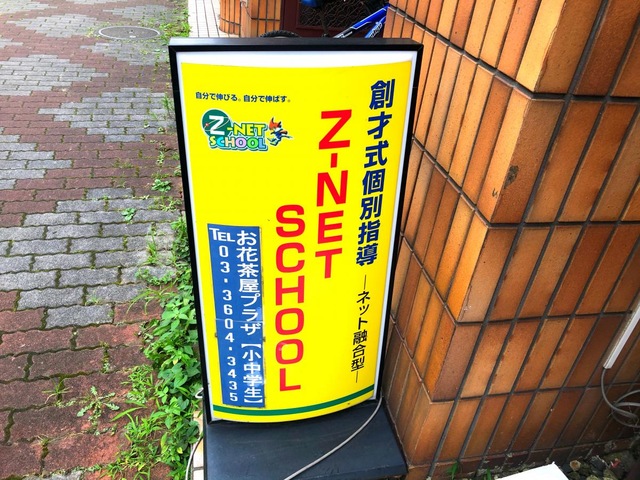 自分で伸びる。自分で伸ばす。
Z-NET
SCHOOL
創才式個別指導
―ネット融合型―
Z-NET
SCHOOL
お花茶屋プラザ【小中学生】
TEL 03-3604-3435